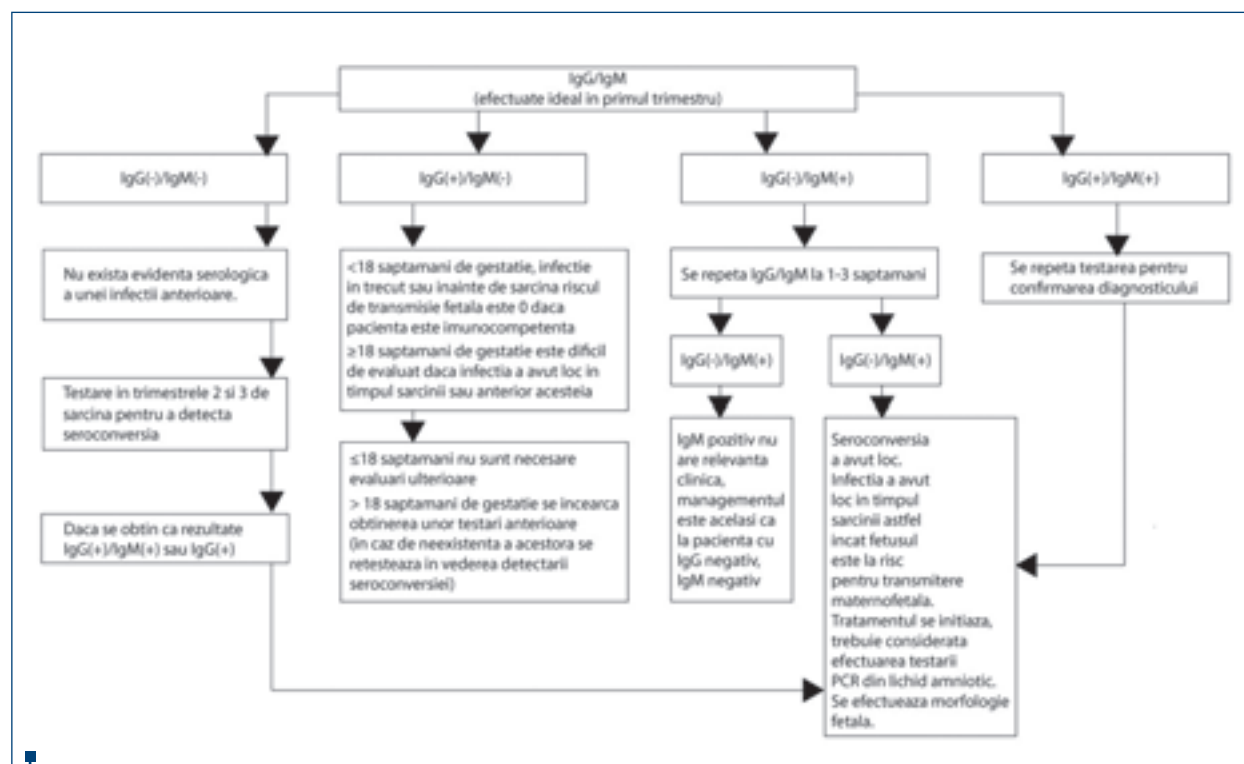 IgG/IgM
(efectuate ideal in primul trimestru)
IgG(-)/IgM(-)
IgG(+)/IgM(-)
IgG(-)/IgM(+)
IgG(+)/IgM(+)
Nu exista evidenta serologica
a unei infectii anterioare.
<18 saptamani de gestatie, infectie
in trecut sau inainte de sarcina riscul
de transmisie fetala este 0 daca
pacienta este imunocompetenta
≥18 saptamani de gestatie este dificil
de evaluat daca infectia a avut loc in
timpul sarcinii sau anterior acesteia
Se repeta IgG/IgM la 1-3 saptamani
Se repeta testarea pentru
confirmarea diagnosticului
IgG(-)/IgM(+)
IgG(-)/IgM(+)
Testare in trimestrele 2 si 3 de
sarcina pentru a detecta
seroconversia
≤18 saptamani nu sunt necesare
evaluari ulterioare
> 18 saptamani de gestatie se incearca
obtinerea unor testari anterioare
(in caz de neexistenta a acestora se
retesteaza in vederea detectarii
seroconversiei)
IgM pozitiv nu
are relevanta
clinica,
managementul
este acelasi ca
la pacienta cu
IgG negativ,
IgM negativ
Seroconversia
a avut loc.
Infectia a avut
loc in timpul
sarcinii astfel
incat fetusul
este la risc
pentru transmitere
maternofetala.
Tratamentul se initiaza,
trebuie considerata
efectuarea testarii
PCR din lichid amniotic.
Se efectueaza morfologie
fetala.
Daca se obtin ca rezultate
IgG(+)/IgM(+) sau IgG(+)